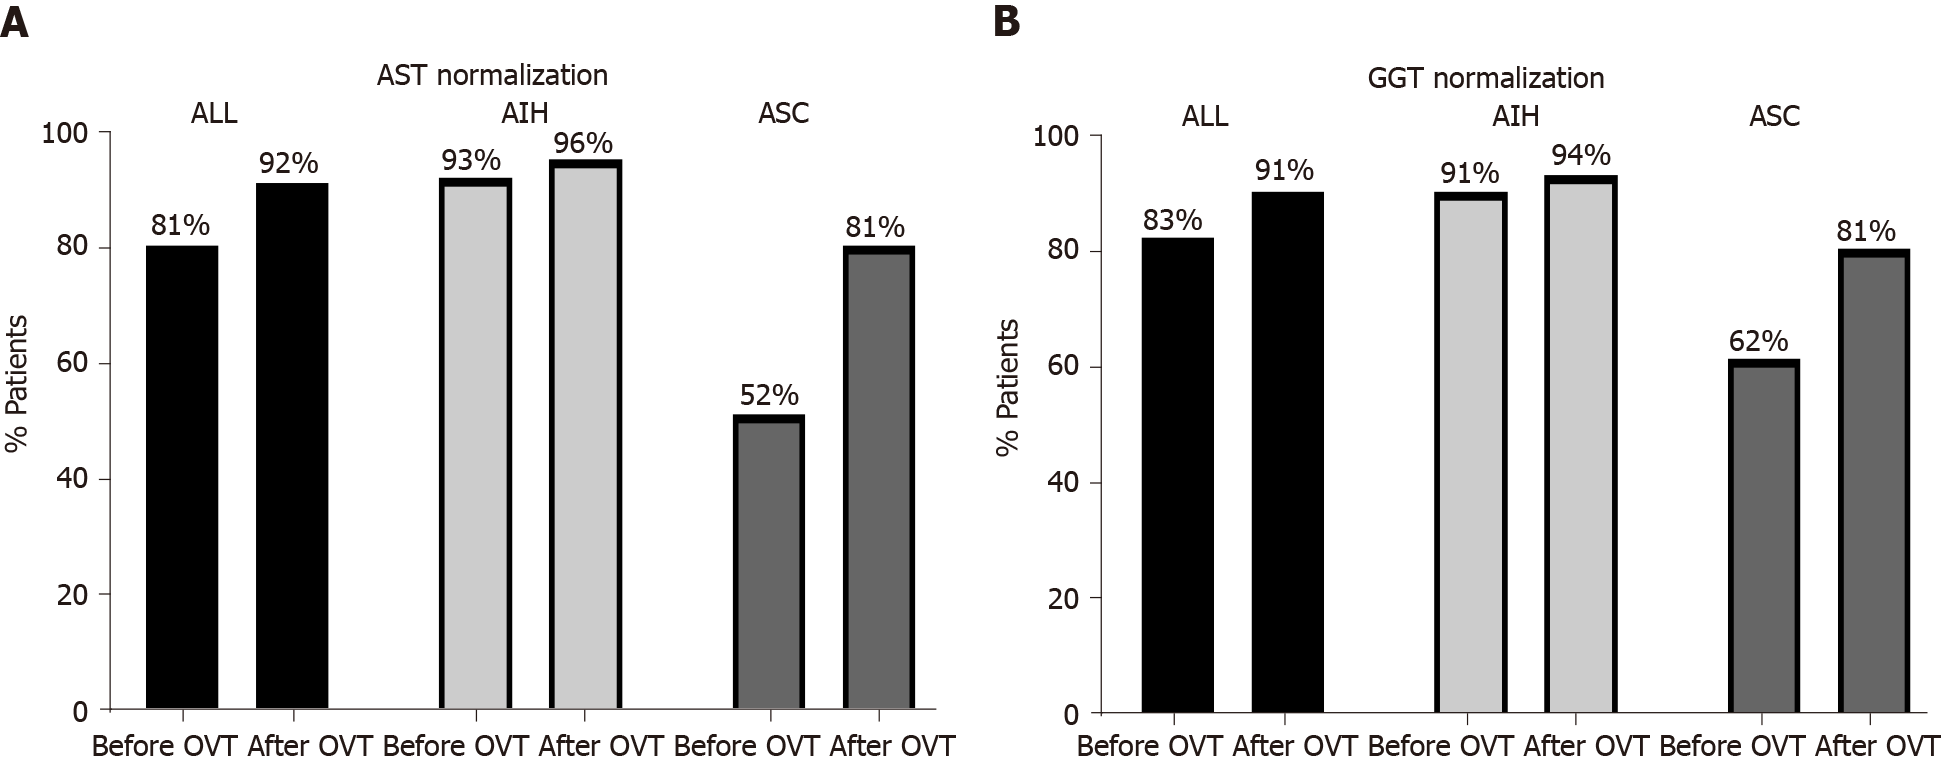 A
AST normalization
ALL AIH ASC
100
80
60
40
20
0
% Patients
81%
92%
93%
96%
52%
81%
Before OVT After OVT Before OVT After OVT Before OVT After OVT
B
GGT normalization
ALL AIH ASC
100
80
60
40
20
0
% Patients
83%
91%
91%
94%
62%
81%
Before OVT After OVT Before OVT After OVT Before OVT After OVT